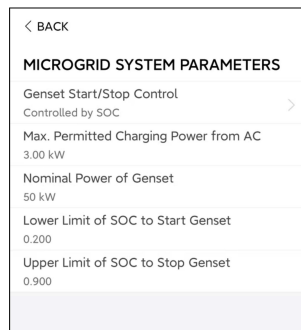 < BACK
MICROGRID SYSTEM PARAMETERS
Genset Start/Stop Control
Controlled by SOC
Max. Permitted Charging Power from AC
3.00 kW
Nominal Power of Genset
50 kW
Lower Limit of SOC to Start Genset
0.200
Upper Limit of SOC to Stop Genset
0.900